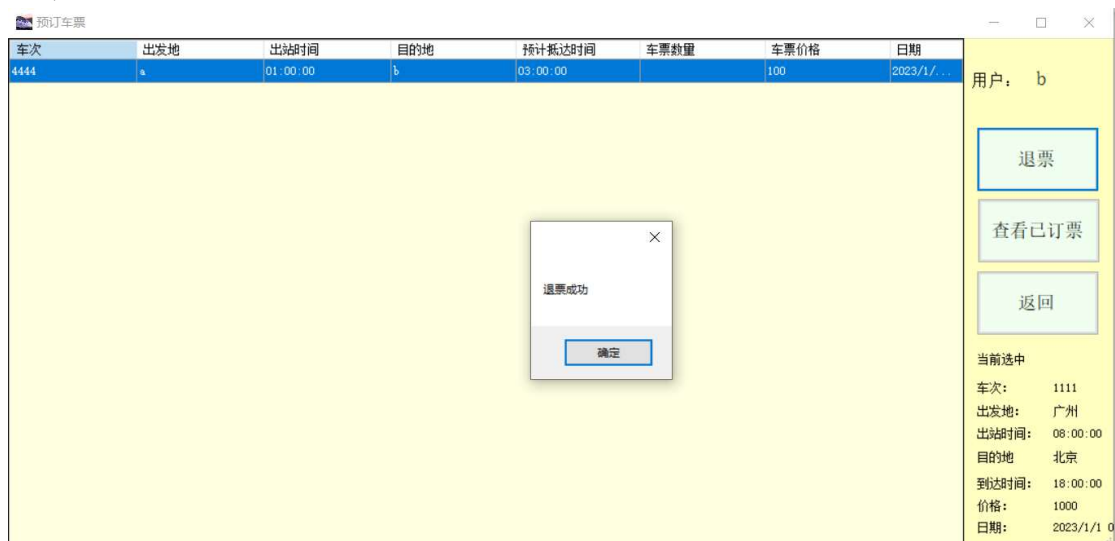 预订车票
车次 出发地 出站时间 目的地 预计抵达时间 车票数量 车票价格 日期
4444 a 01:00:00 b 03:00:00 100 2023/1/...
用户： b
退票
查看已订票
返回
退票成功
确定
当前选中
车次： 1111
出发地： 广州
出站时间： 08:00:00
目的地 北京
到达时间： 18:00:00
价格： 1000
日期： 2023/1/1 0